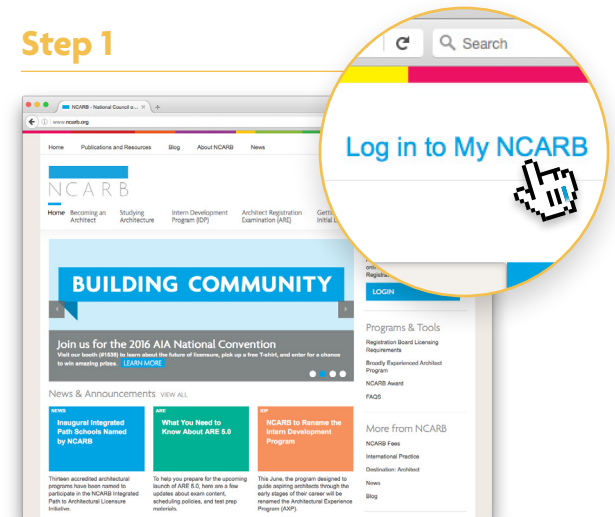 Step 1
Search
Log in to My NCARB
NCARB - National Council o...
www.ncarb.org
Home Publications and Resources Blog About NCARB News
NCARB
Home Becoming an Architect Studying Architecture Intern Development Program (IDP) Architect Registration Examination (ARE)
LOGIN
BUILDING COMMUNITY
Join us for the 2016 AIA National Convention
Visit our booth (#1638) to learn about the future of licensure, pick up a free T-shirt, and enter for a chance
to win amazing prizes. LEARN MORE
Programs & Tools
Registration Board Licensing
Requirements
Broadly Experienced Architect
Program
NCARB Award
FAQS
News & Announcements VIEW ALL
NEWS
Inaugural Integrated
Path Schools Named
by NCARB
Thirteen accredited architectural
programs have been named to
participate in the NCARB Integrated
Path to Architectural Licensure
Initiative.
ARE
What You Need to
Know About ARE 5.0
To help you prepare for the upcoming
launch of ARE 5.0, here are a few
updates about exam content,
scheduling policies, and test prep
materials.
IDP
NCARB to Rename the
Intern Development
Program
This June, the program designed to
guide aspiring architects through the
early stages of their career will be
renamed the Architectural Experience
Program (AXP).
More from NCARB
NCARB Fees
International Practice
Destination: Architect
News
Blog